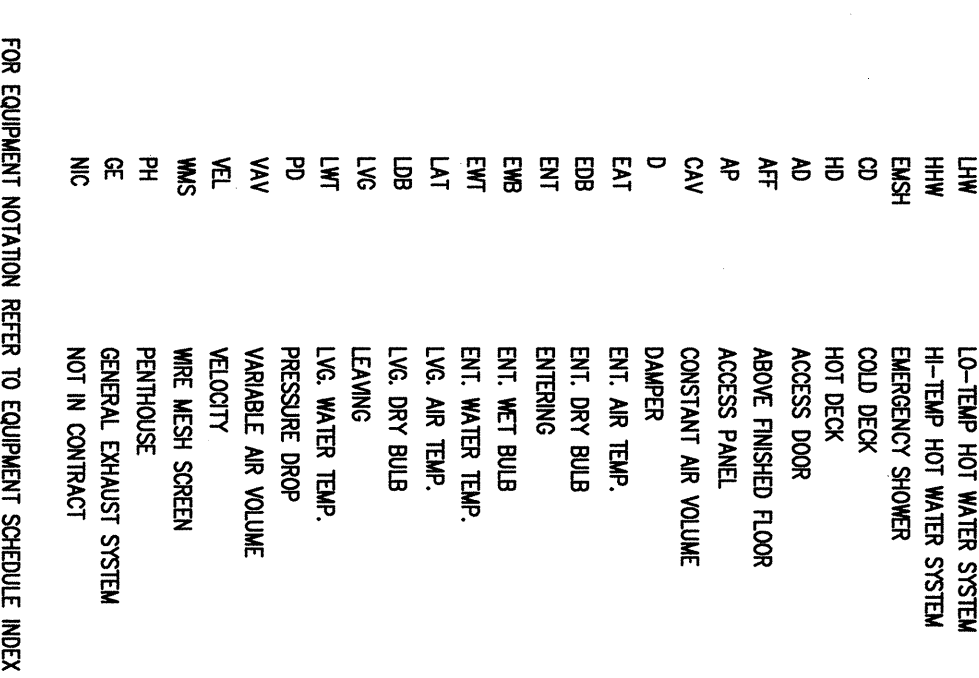 LHW LO-TEMP HOT WATER SYSTEM
HHW HI-TEMP HOT WATER SYSTEM
EMSH EMERGENCY SHOWER
CD COLD DECK
HD HOT DECK
AD ACCESS DOOR
AFF ABOVE FINISHED FLOOR
AP ACCESS PANEL
CAV CONSTANT AIR VOLUME
D DAMPER
EAT ENT. AIR TEMP.
EDB ENT. DRY BULB
ENT ENTERING
EWB ENT. WET BULB
EWT ENT. WATER TEMP.
LAT LVG. AIR TEMP.
LDB LVG. DRY BULB
LVG LEAVING
LWT LVG. WATER TEMP.
PD PRESSURE DROP
VAV VARIABLE AIR VOLUME
VEL VELOCITY
WMS WIRE MESH SCREEN
PH PENTHOUSE
GE GENERAL EXHAUST SYSTEM
NIC NOT IN CONTRACT
FOR EQUIPMENT NOTATION REFER TO EQUIPMENT SCHEDULE INDEX